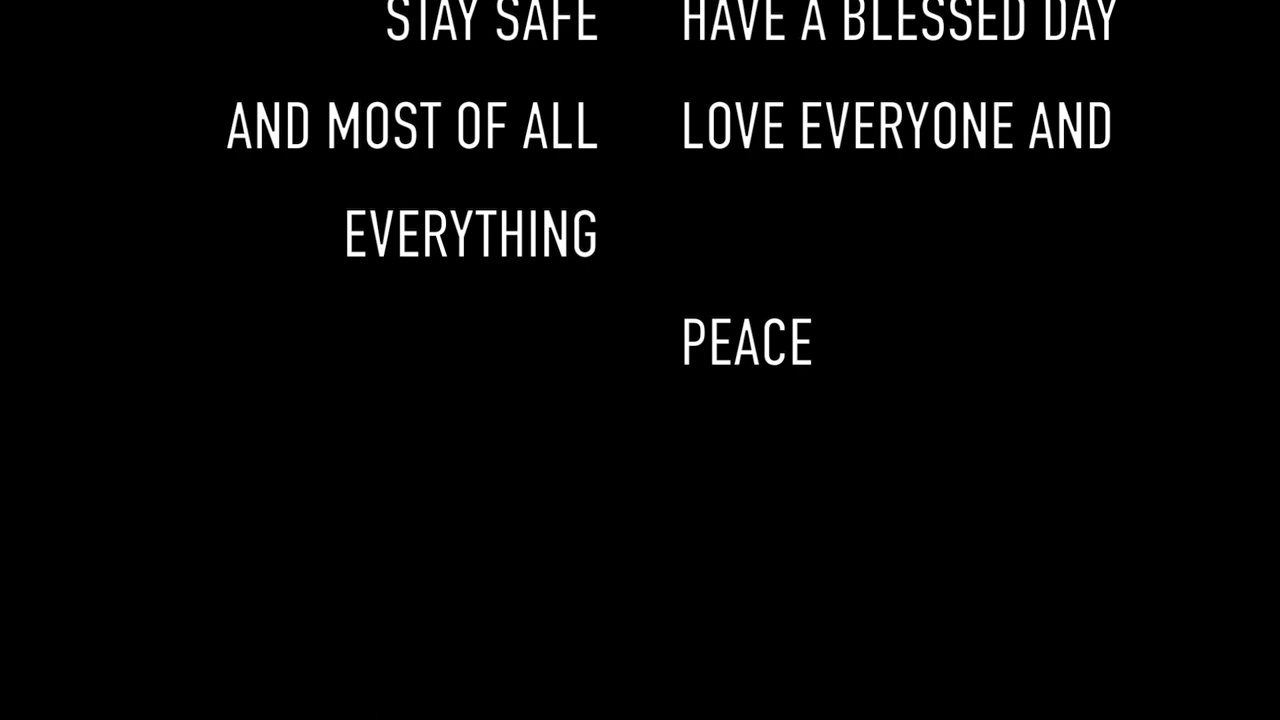 STAY SAFE HAVE A BLESSED DAY
AND MOST OF ALL LOVE EVERYONE AND
EVERYTHING
PEACE